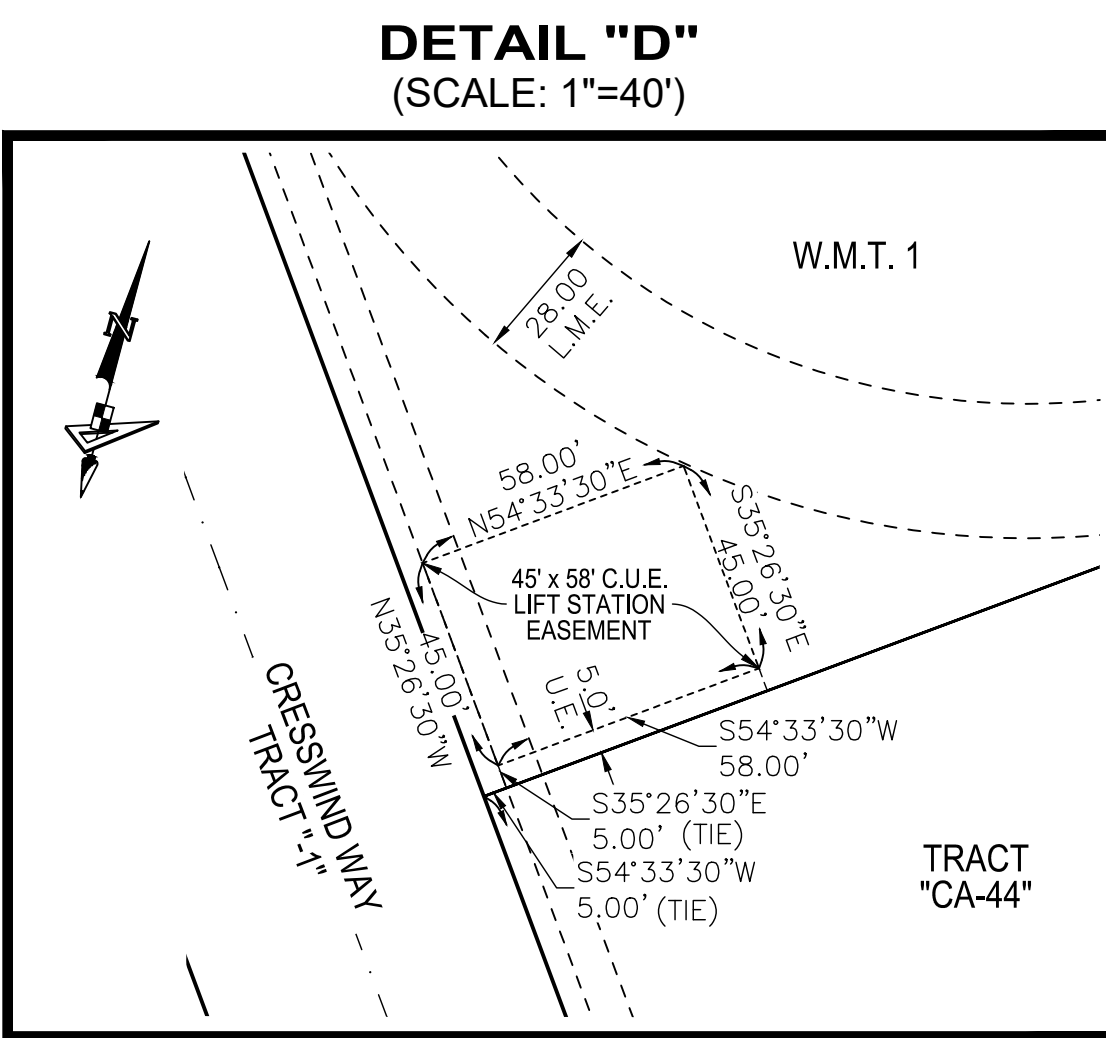 DETAIL "D"
(SCALE: 1"=40')
W.M.T. 1
N
28.00
L.M.E.
58.00'
N54°33'30"E
S35°26'30"E
45.00'
45' x 58' C.U.E.
LIFT STATION
EASEMENT
45.00'
N35°26'30"W
5.0'
U.E.
CRESSWIND WAY
TRACT "-1"
S54°33'30"W
58.00'
S35°26'30"E
5.00' (TIE)
S54°33'30"W
5.00' (TIE)
TRACT
"CA-44"